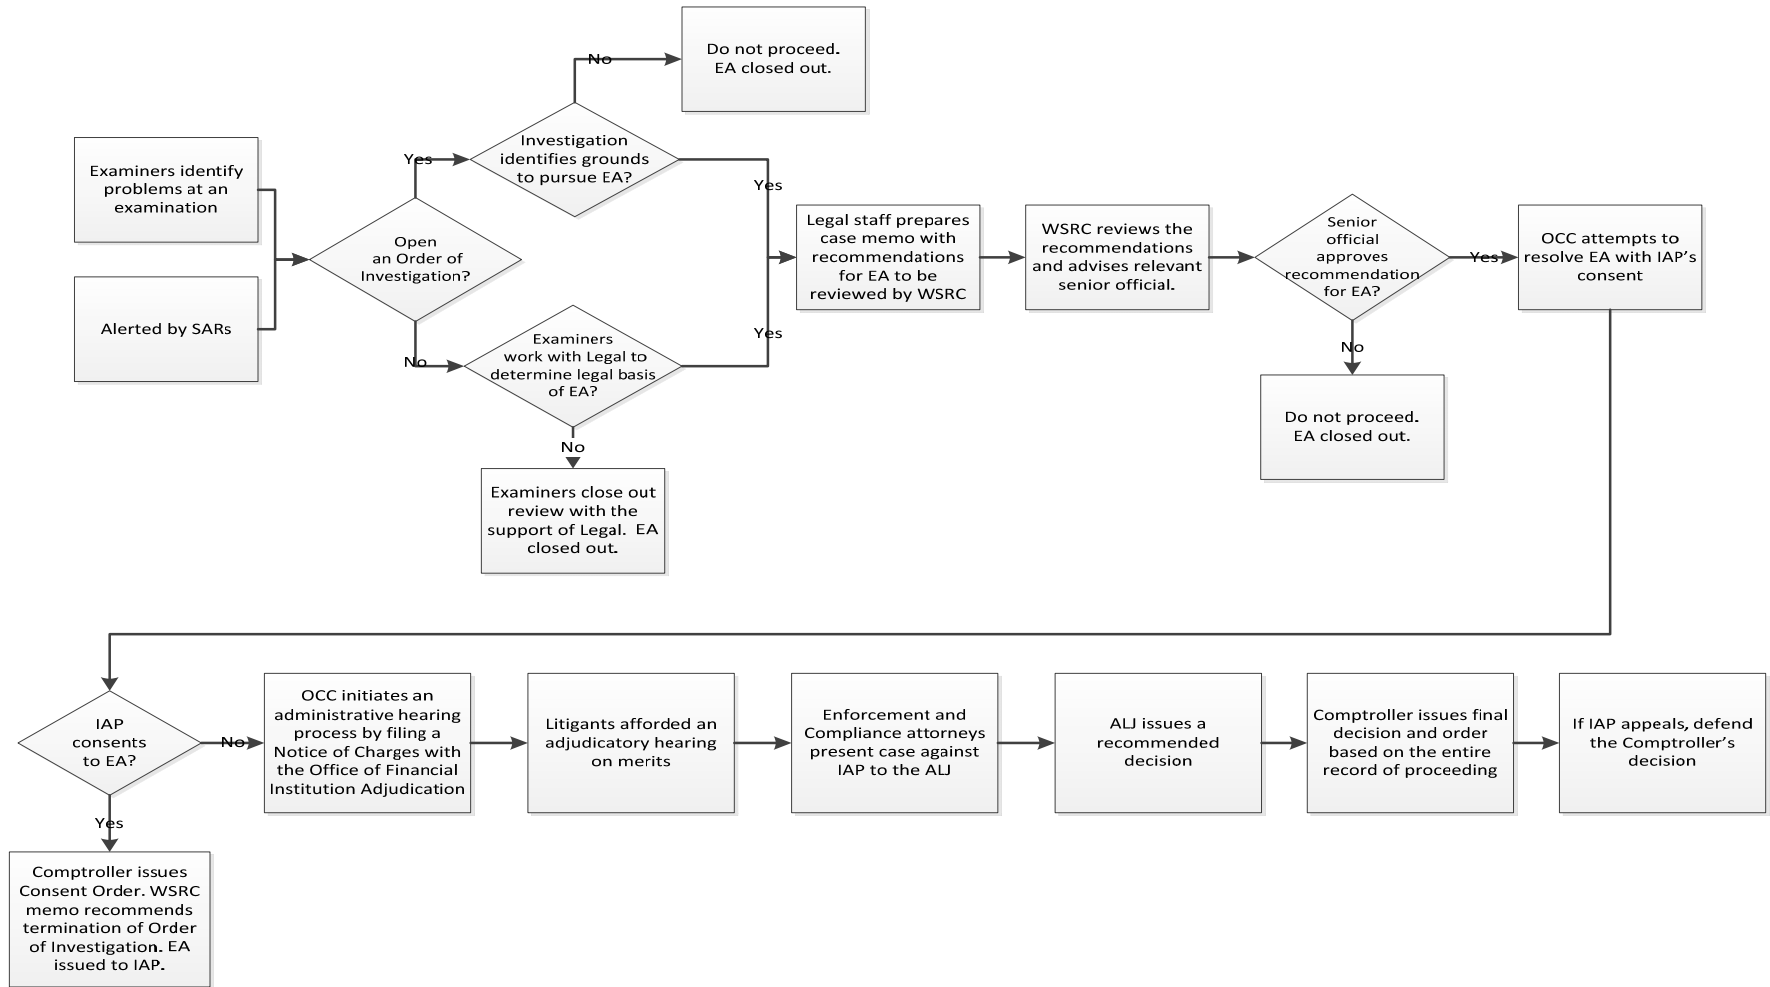 Do not proceed.
EA closed out.
No
Examiners identify
problems at an
examination
Yes
Investigation
identifies grounds
to pursue EA?
Yes
Open
an Order of
Investigation?
Alerted by SARs
No
Examiners
work with Legal to
determine legal basis
of EA?
Yes
No
Examiners close out
review with the
support of Legal.  EA
closed out.
Legal staff prepares
case memo with
recommendations
for EA to be
reviewed by WSRC
WSRC reviews the
recommendations
and advises relevant
senior official.
Senior
official
approves
recommendation
for EA?
Yes
OCC attempts to
resolve EA with IAP’s
consent
No
Do not proceed.
EA closed out.
IAP
consents
to EA?
No
OCC initiates an
administrative hearing
process by filing a
Notice of Charges with
the Office of Financial
Institution Adjudication
Litigants afforded an
adjudicatory hearing
on merits
Enforcement and
Compliance attorneys
present case against
IAP to the ALJ
ALJ issues a
recommended
decision
Comptroller issues final
decision and order
based on the entire
record of proceeding
If IAP appeals, defend
the Comptroller’s
decision
Yes
Comptroller issues
Consent Order. WSRC
memo recommends
termination of Order
of Investigation. EA
issued to IAP.